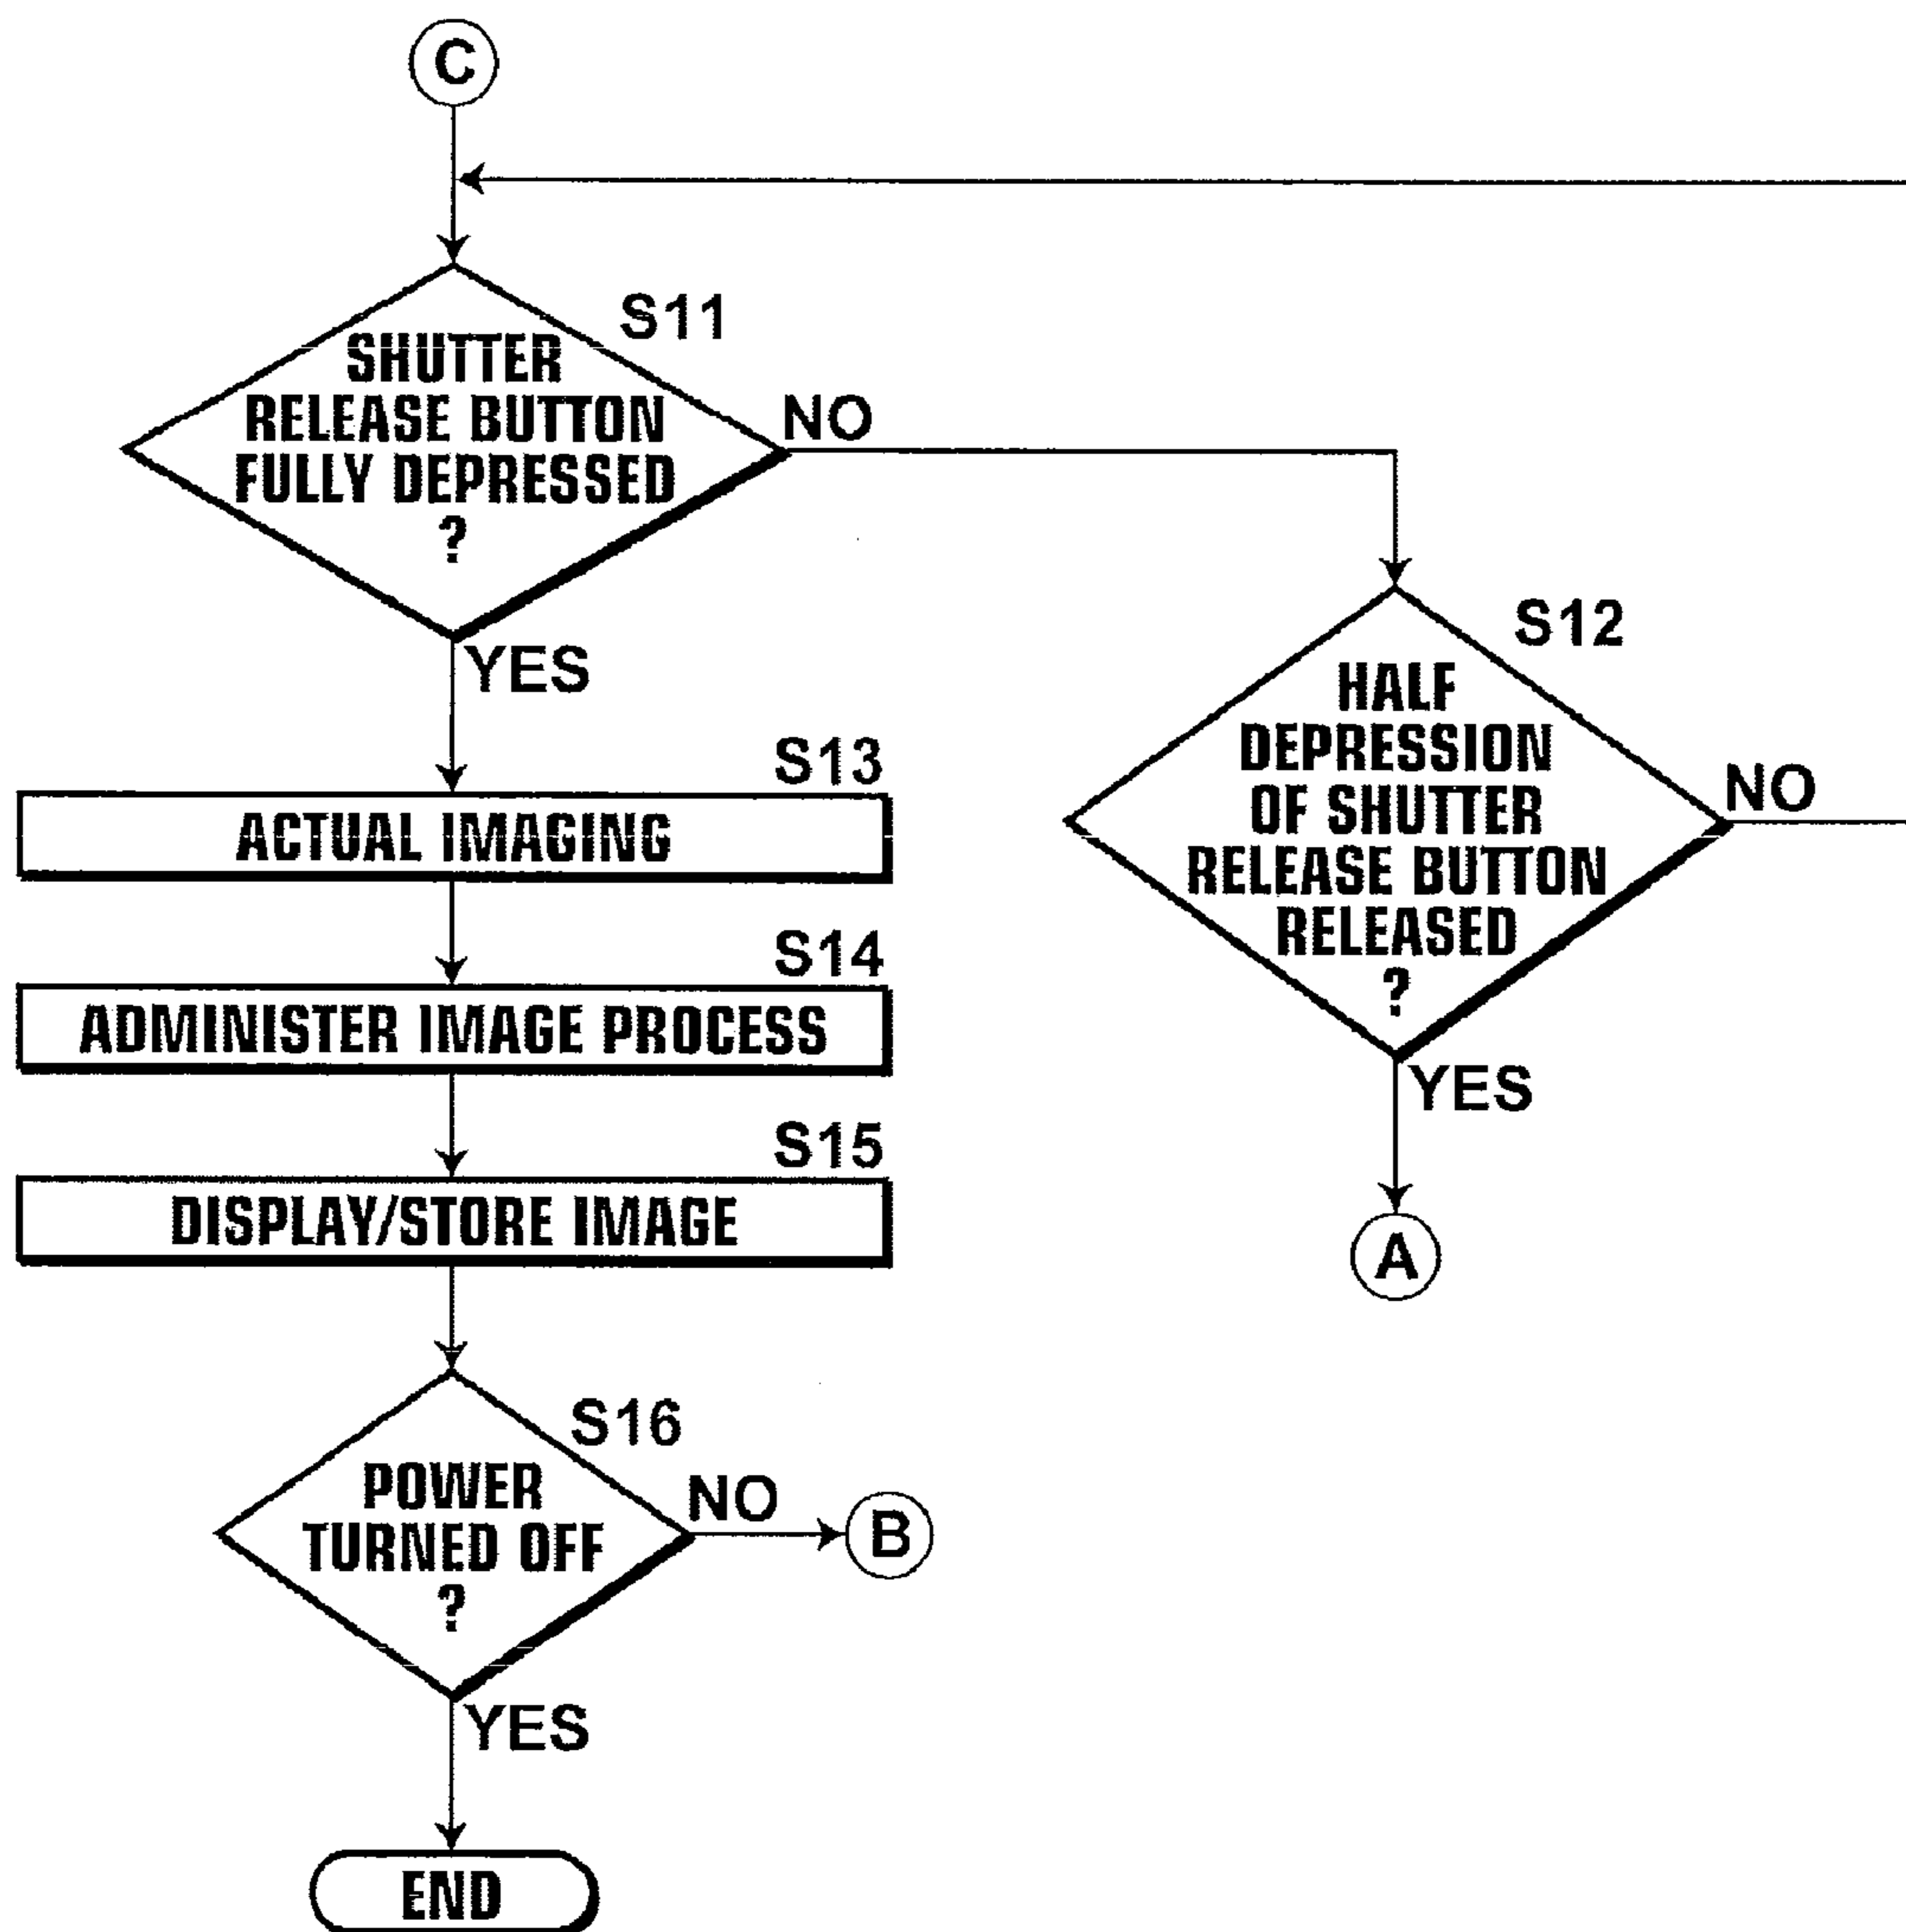 C
S11
SHUTTER
RELEASE BUTTON
FULLY DEPRESSED
?
NO
YES
S12
HALF
DEPRESSION
OF SHUTTER
RELEASE BUTTON
RELEASED
?
NO
YES
A
S13
ACTUAL IMAGING
S14
ADMINISTER IMAGE PROCESS
S15
DISPLAY/STORE IMAGE
S16
POWER
TURNED OFF
?
NO
B
YES
END